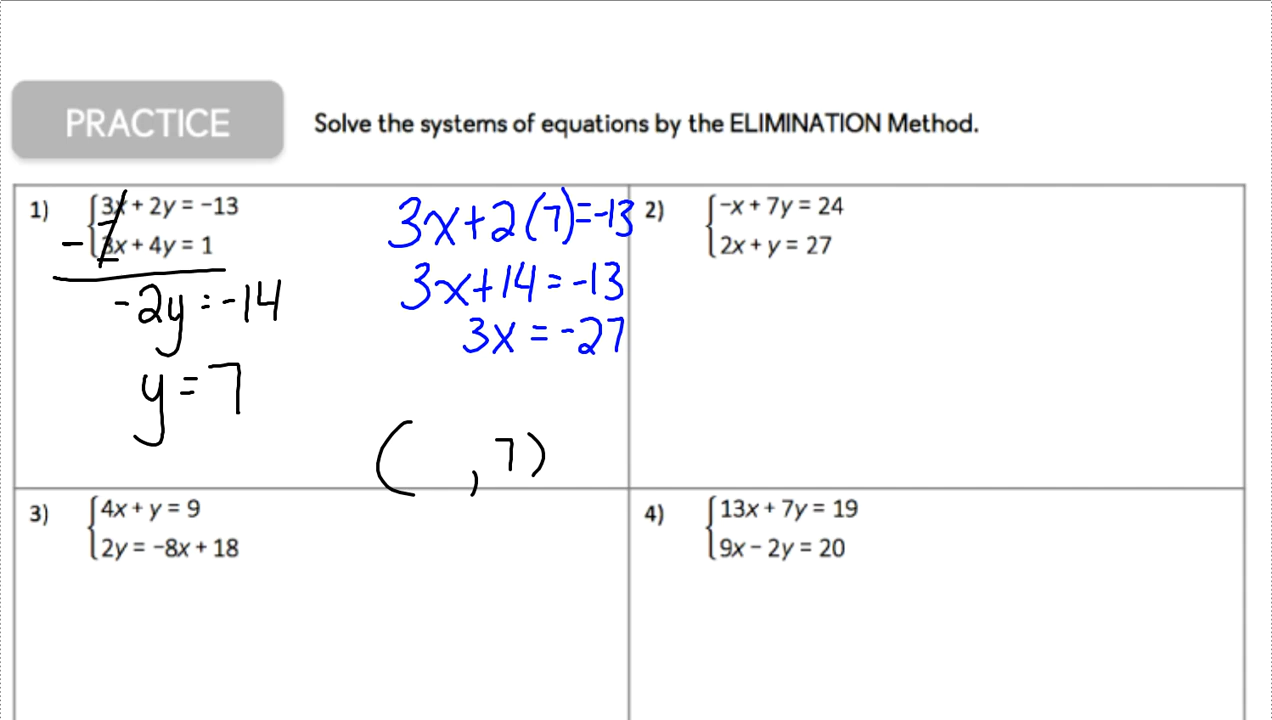 PRACTICE
Solve the systems of equations by the ELIMINATION Method.
1)
3x + 2y = −13
3x + 4y = 1
−
-2y = -14
y = 7
3x+2(7)=-13
3x+14=-13
3x = -27
( , 7)
2)
−x + 7y = 24
2x + y = 27
3)
4x + y = 9
2y = −8x + 18
4)
13x + 7y = 19
9x − 2y = 20